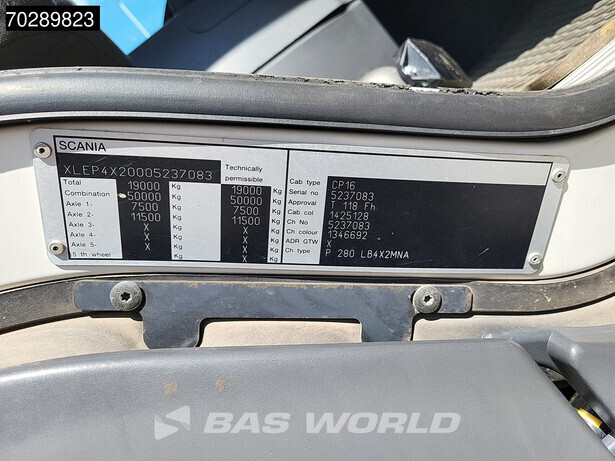 70289823
SCANIA
XLEP4X20005237083 Technically permissible
Total 19000 Kg 19000 Kg
Combination 50000 Kg 50000 Kg
Axle 1- 7500 Kg 7500 Kg
Axle 2- 11500 Kg 11500 Kg
Axle 3- X Kg X Kg
Axle 4- X Kg X Kg
Axle 5- X Kg X Kg
5 th wheel X Kg X Kg
Cab type CP16
Serial no 5237083
Approval T 118 Fh
Cab col 1425128
Ch No 5237083
Ch colour 1346692
ADR GTW X
Ch type P 280 LB4X2MNA
BAS WORLD